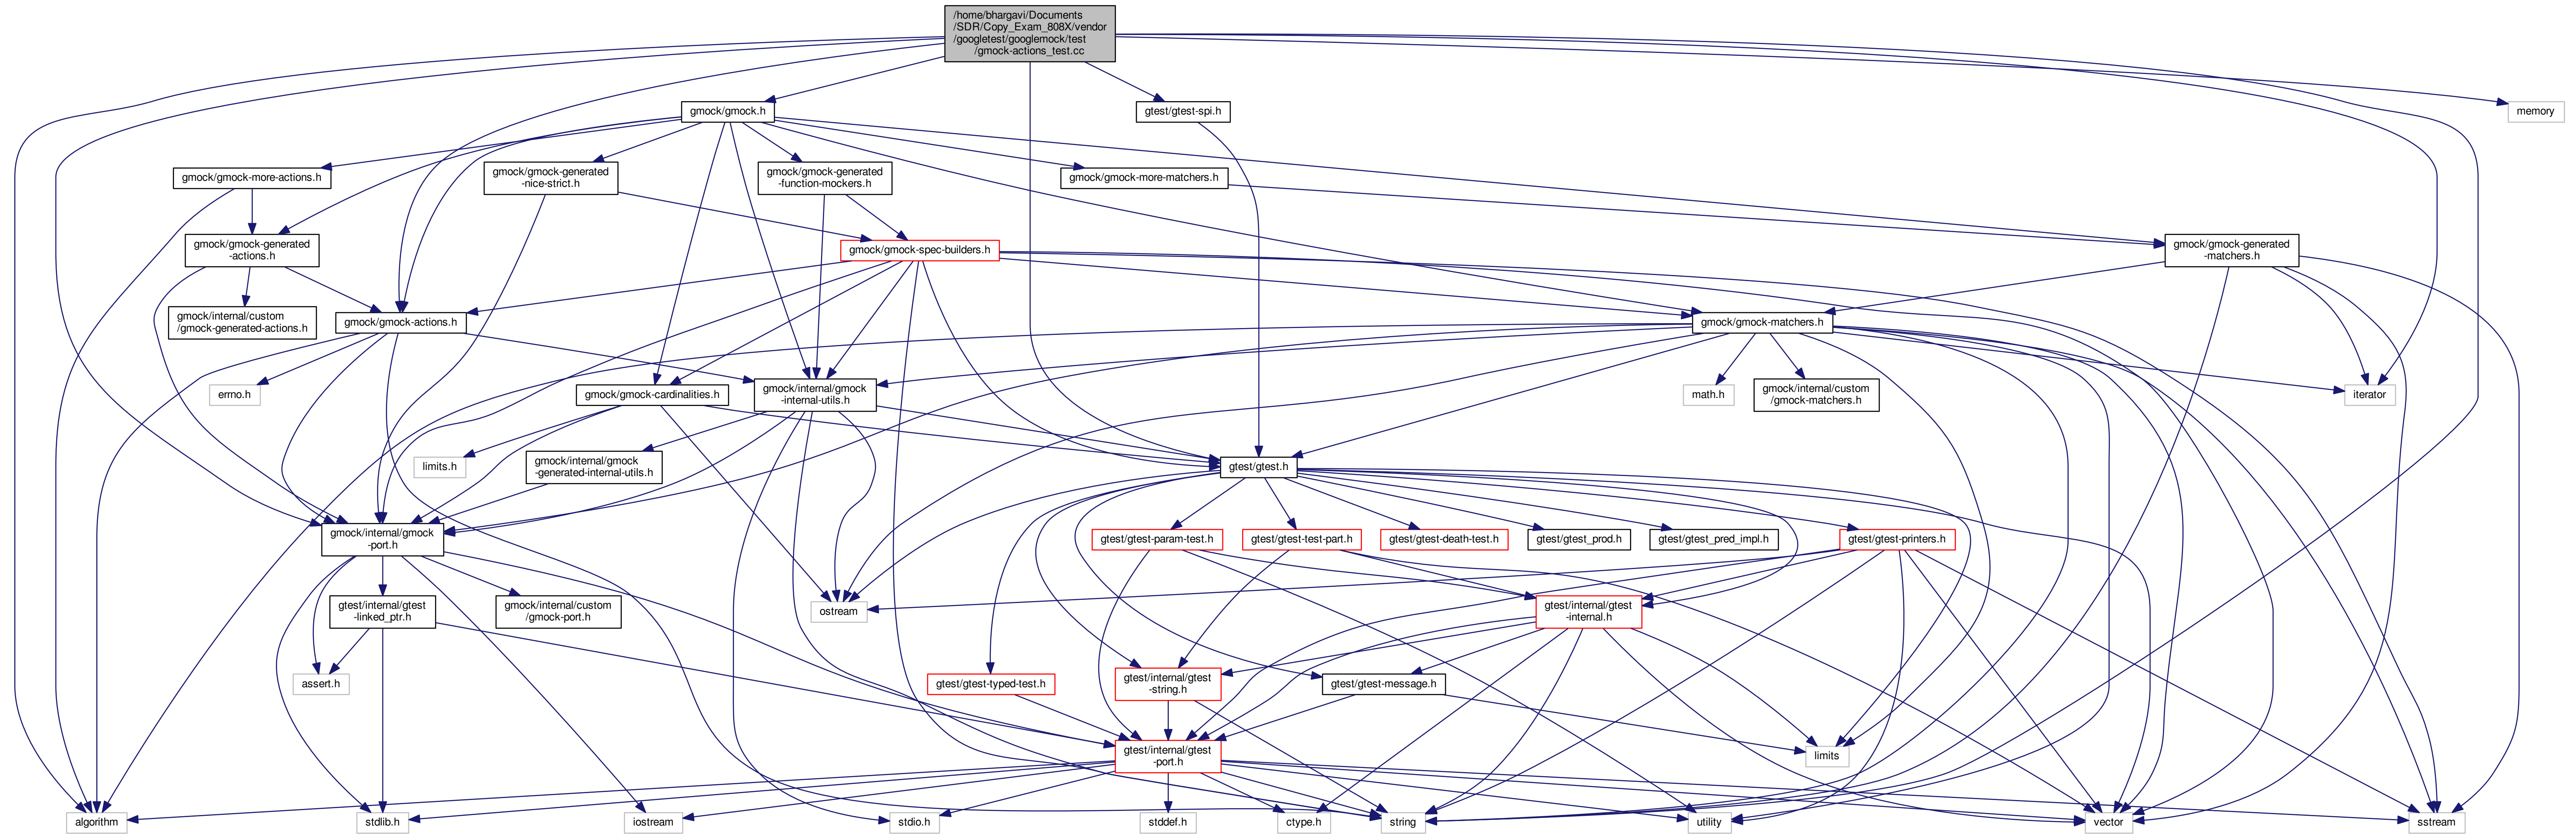 /home/bhargavi/Documents
/SDR/Copy_Exam_808X/vendor
/googletest/googlemock/test
/gmock-actions_test.cc
gmock/gmock.h
gtest/gtest-spi.h
memory
gmock/gmock-more-actions.h
gmock/gmock-generated
-nice-strict.h
gmock/gmock-generated
-function-mockers.h
gmock/gmock-more-matchers.h
gmock/gmock-generated
-actions.h
gmock/gmock-spec-builders.h
gmock/gmock-generated
-matchers.h
gmock/internal/custom
/gmock-generated-actions.h
gmock/gmock-actions.h
gmock/gmock-matchers.h
errno.h
gmock/gmock-cardinalities.h
gmock/internal/gmock
-internal-utils.h
math.h
gmock/internal/custom
/gmock-matchers.h
iterator
limits.h
gmock/internal/gmock
-generated-internal-utils.h
gtest/gtest.h
gmock/internal/gmock
-port.h
gtest/gtest-param-test.h
gtest/gtest-test-part.h
gtest/gtest-death-test.h
gtest/gtest_prod.h
gtest/gtest_pred_impl.h
gtest/gtest-printers.h
gtest/internal/gtest
-linked_ptr.h
gmock/internal/custom
/gmock-port.h
ostream
gtest/internal/gtest
-internal.h
assert.h
gtest/gtest-typed-test.h
gtest/internal/gtest
-string.h
gtest/gtest-message.h
gtest/internal/gtest
-port.h
limits
algorithm
stdlib.h
iostream
stdio.h
stddef.h
ctype.h
string
utility
vector
sstream